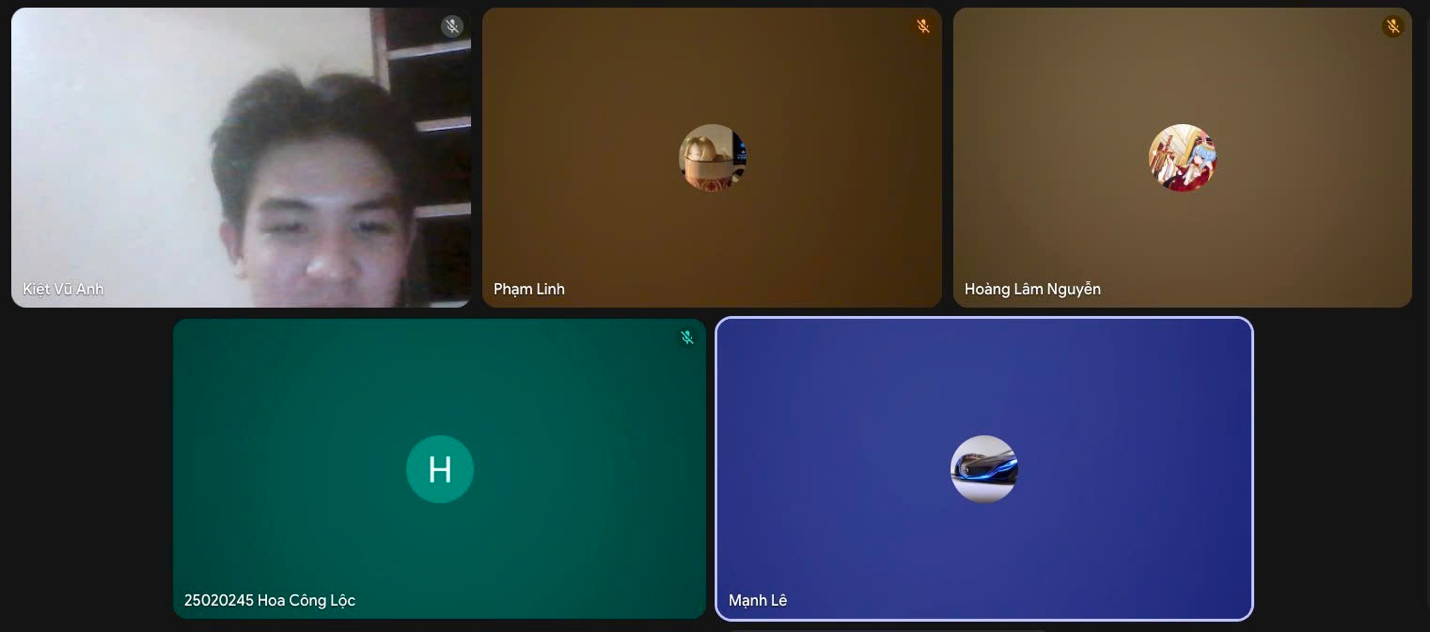 Kiệt Vũ Anh
Phạm Linh
Hoàng Lâm Nguyễn
H
25020245 Hoa Công Lộc
Mạnh Lê